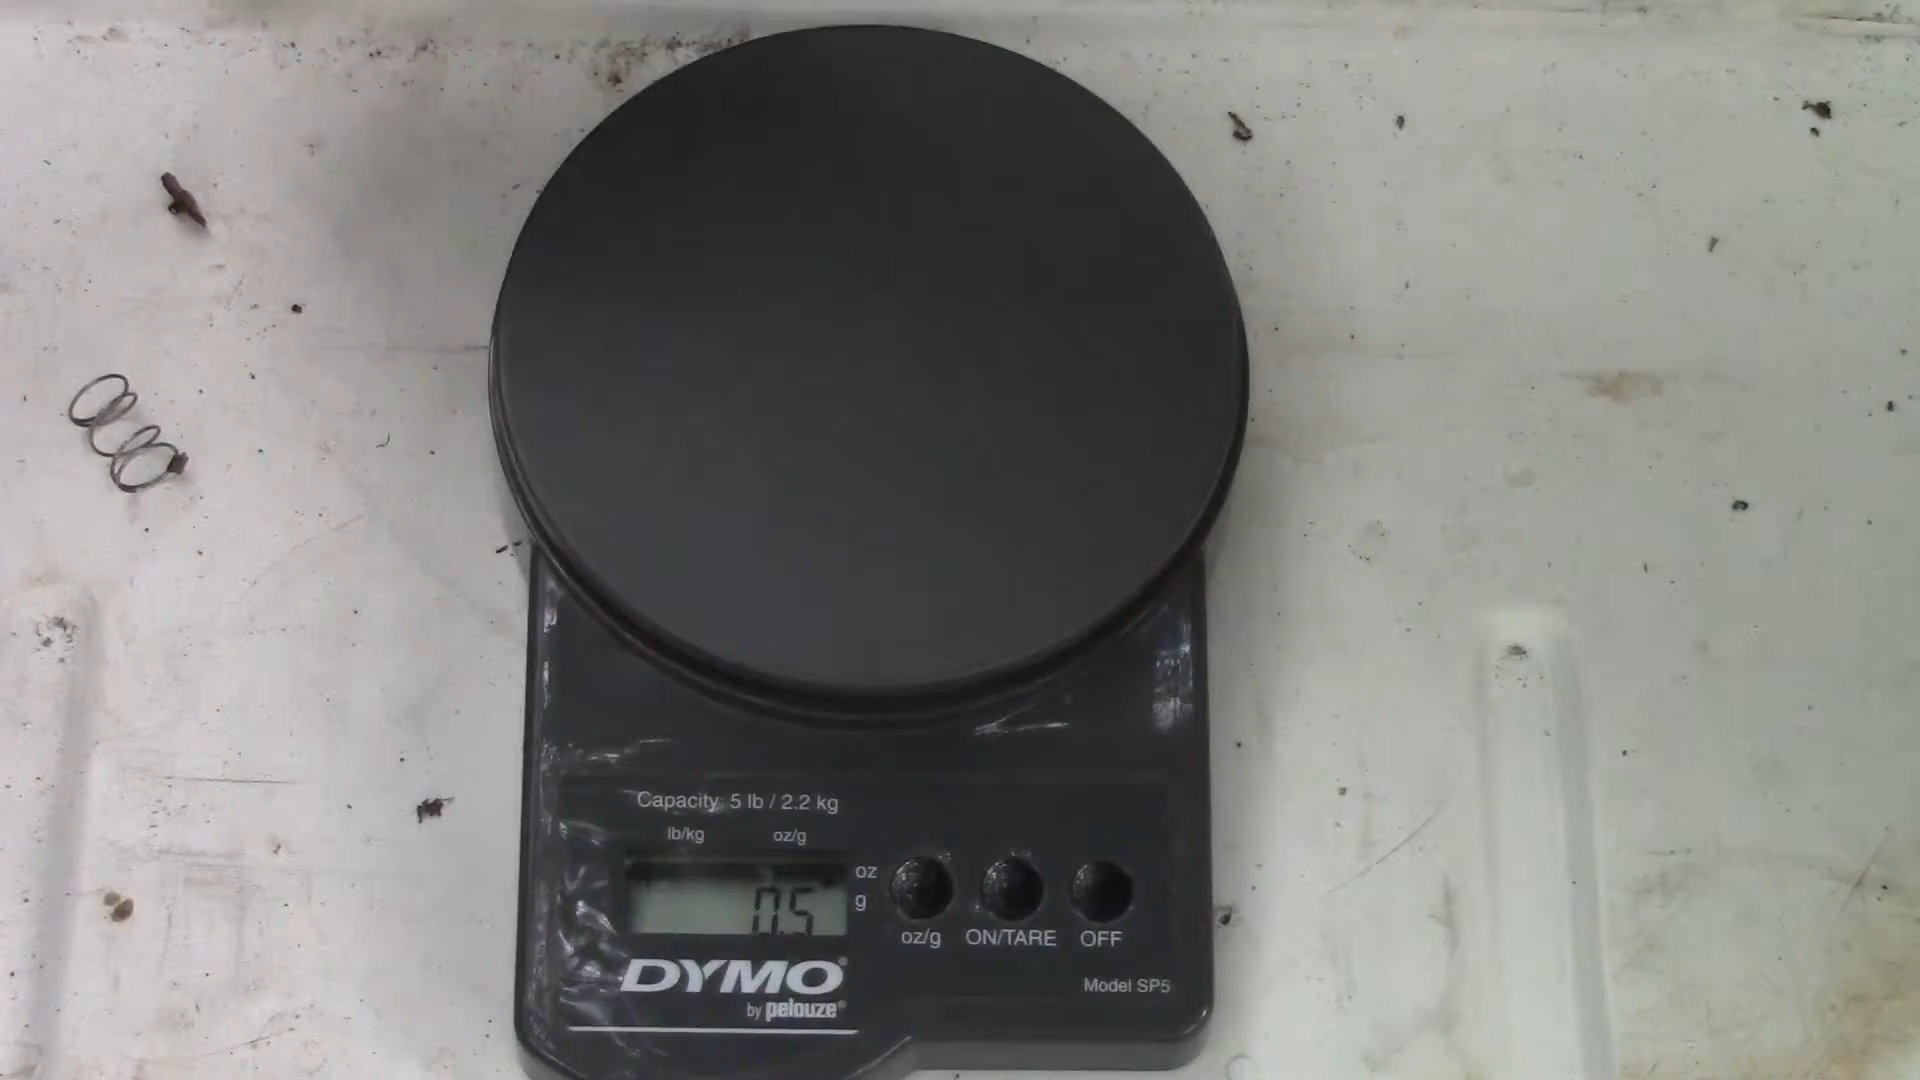 Capacity: 5 lb / 2.2 kg
lb/kg oz/g
oz
0.5 g
oz/g ON/TARE OFF
DYMO®
by pelouze®
Model SP5